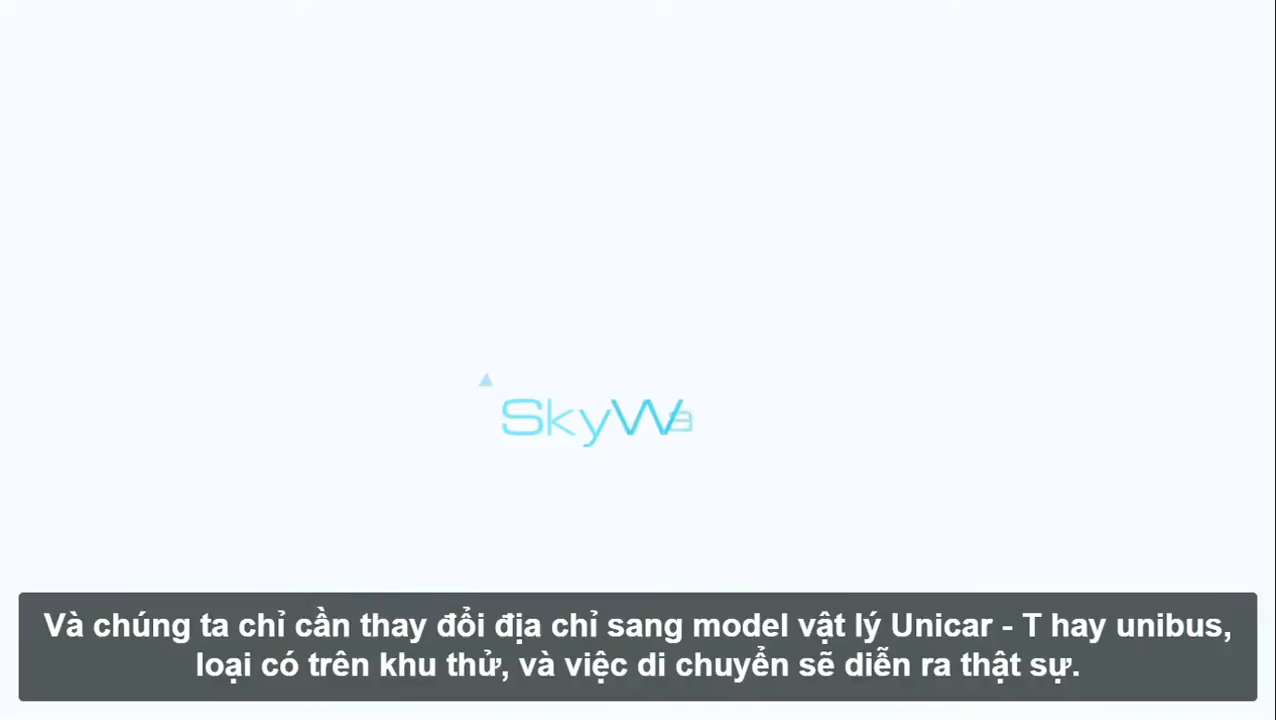 SkyWa
Và chúng ta chỉ cần thay đổi địa chỉ sang model vật lý Unicar - T hay unibus,
loại có trên khu thử, và việc di chuyển sẽ diễn ra thật sự.